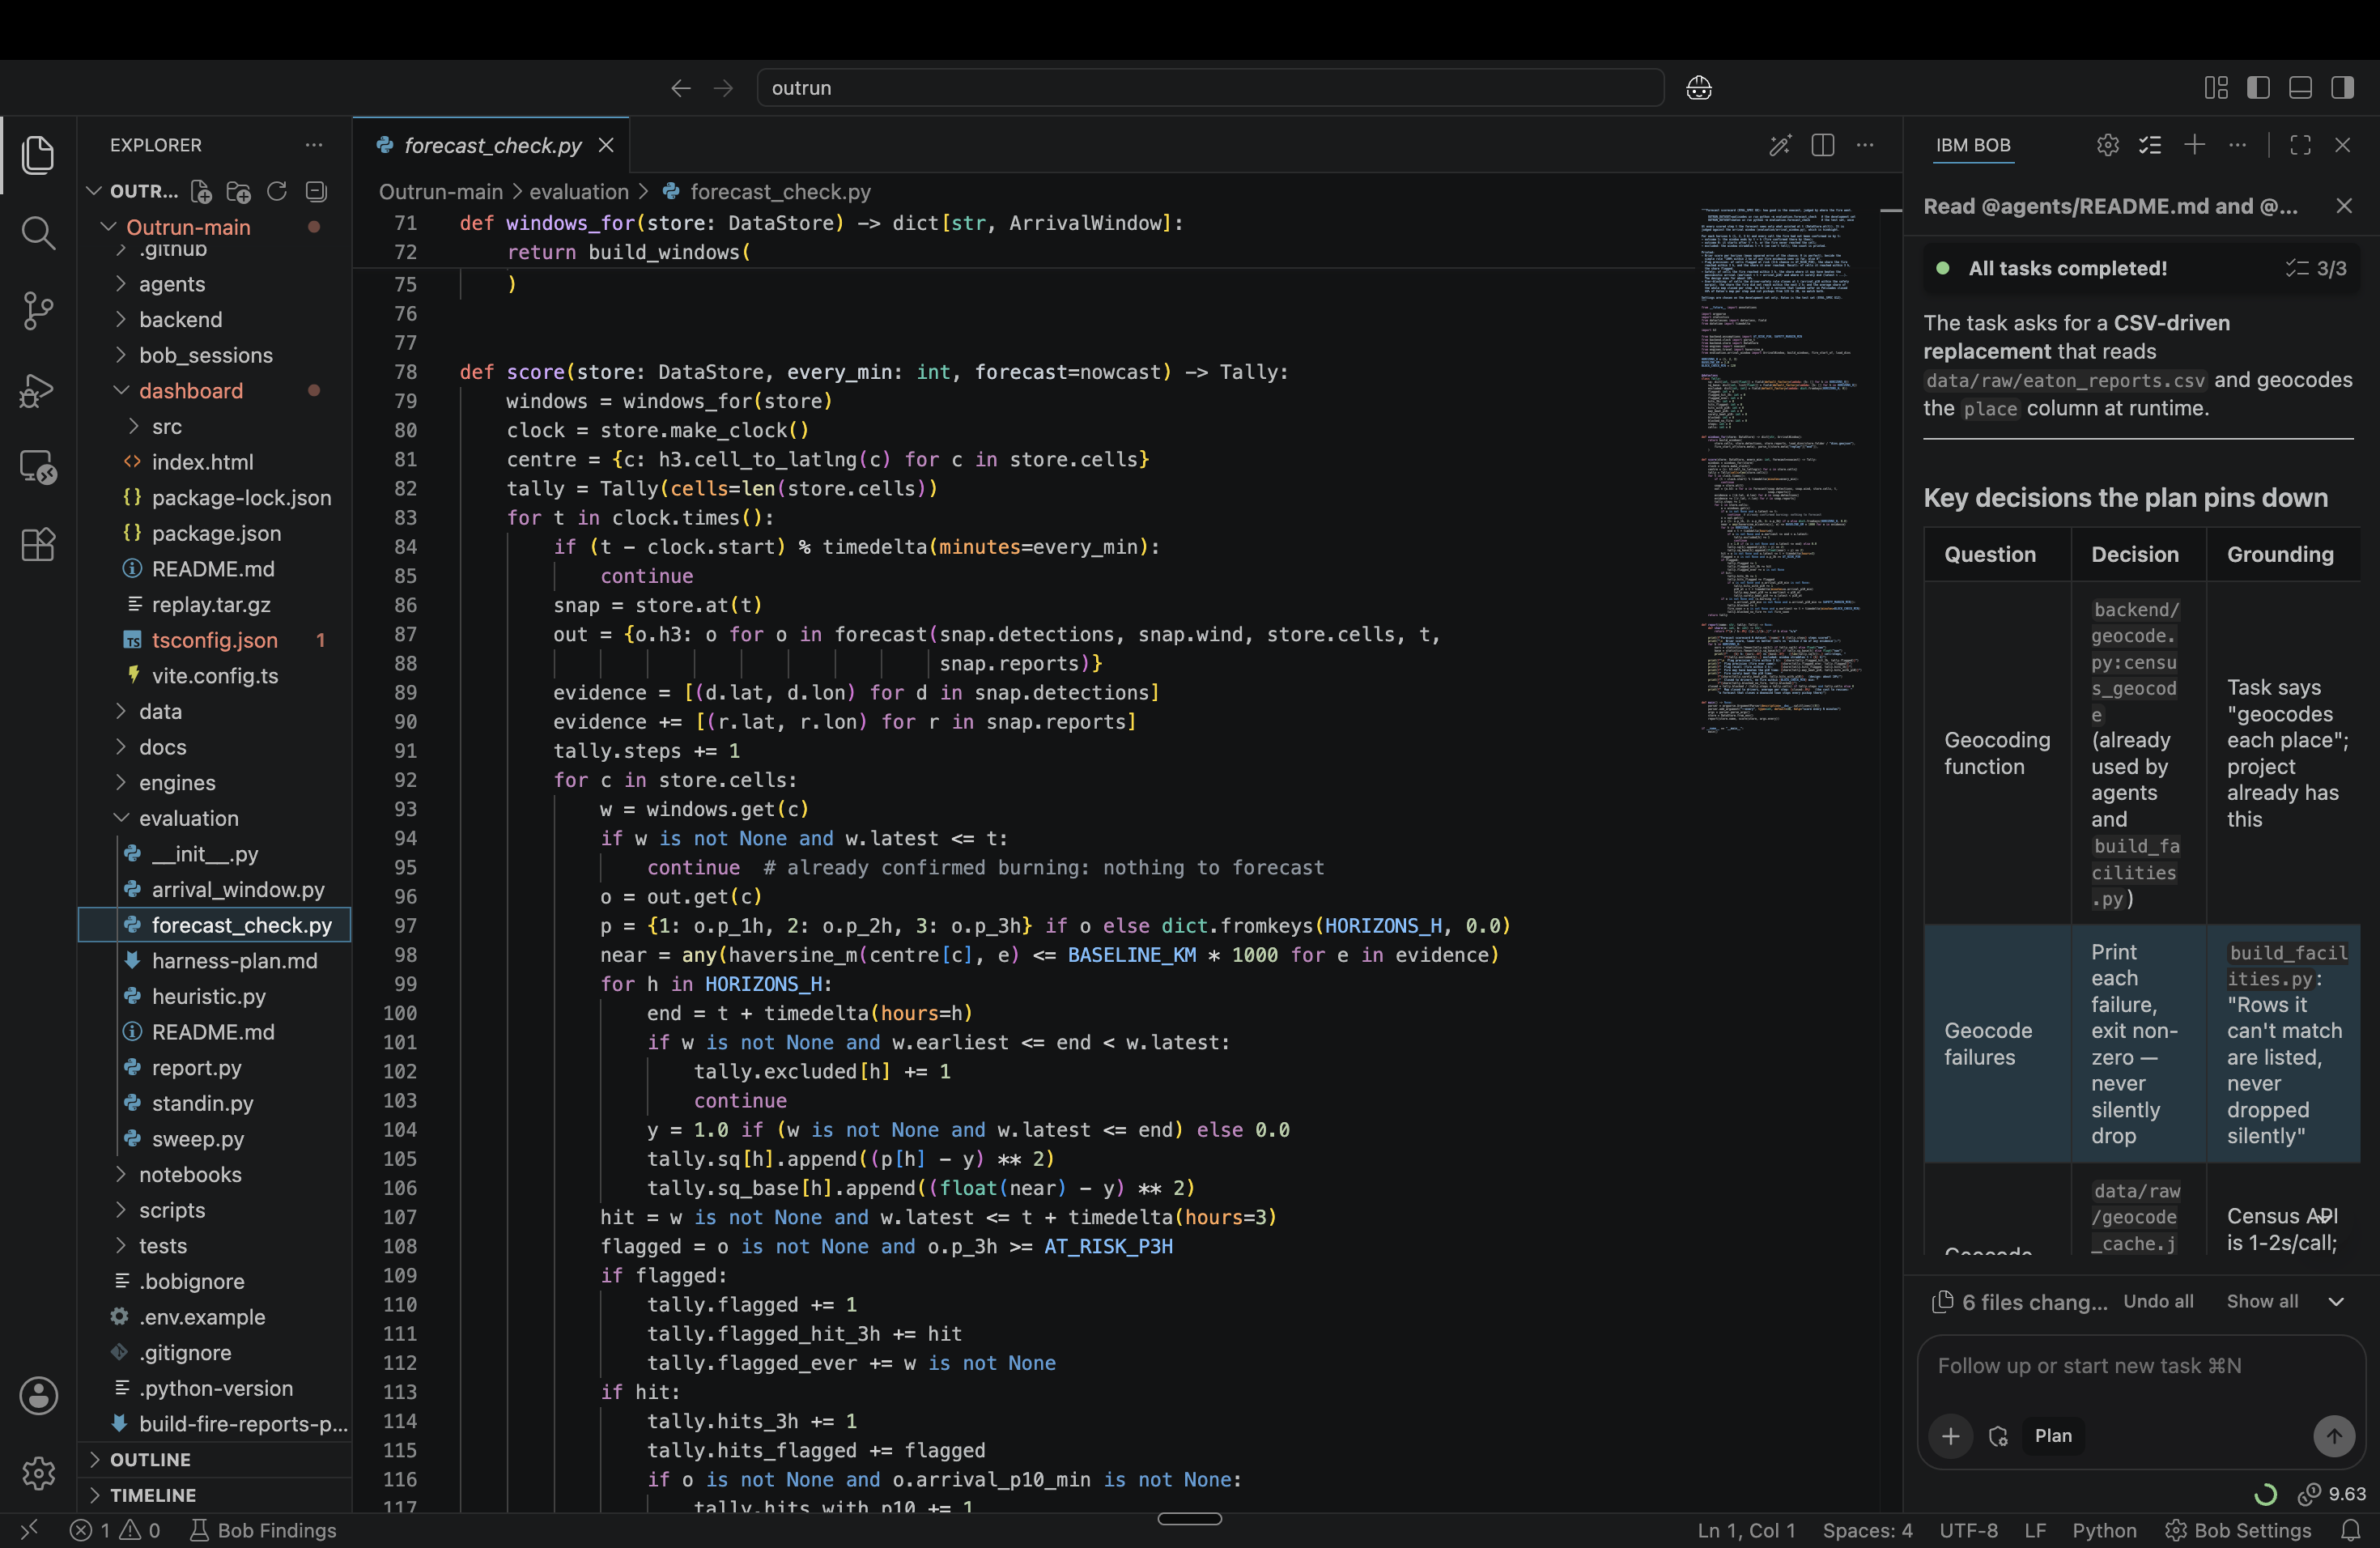 outrun
EXPLORER
OUTR...
Outrun-main
.github
agents
backend
bob_sessions
dashboard
src
index.html
package-lock.json
package.json
README.md
replay.tar.gz
tsconfig.json 1
vite.config.ts
data
docs
engines
evaluation
__init__.py
arrival_window.py
forecast_check.py
harness-plan.md
heuristic.py
README.md
report.py
standin.py
sweep.py
notebooks
scripts
tests
.bobignore
.env.example
.gitignore
.python-version
build-fire-reports-p...
OUTLINE
TIMELINE
forecast_check.py
Outrun-main > evaluation > forecast_check.py
71 def windows_for(store: DataStore) -> dict[str, ArrivalWindow]:
72 return build_windows(
75 )
76
77
78 def score(store: DataStore, every_min: int, forecast=nowcast) -> Tally:
79 windows = windows_for(store)
80 clock = store.make_clock()
81 centre = {c: h3.cell_to_latlng(c) for c in store.cells}
82 tally = Tally(cells=len(store.cells))
83 for t in clock.times():
84 if (t - clock.start) % timedelta(minutes=every_min):
85 continue
86 snap = store.at(t)
87 out = {o.h3: o for o in forecast(snap.detections, snap.wind, store.cells, t,
88 snap.reports)}
89 evidence = [(d.lat, d.lon) for d in snap.detections]
90 evidence += [(r.lat, r.lon) for r in snap.reports]
91 tally.steps += 1
92 for c in store.cells:
93 w = windows.get(c)
94 if w is not None and w.latest <= t:
95 continue # already confirmed burning: nothing to forecast
96 o = out.get(c)
97 p = {1: o.p_1h, 2: o.p_2h, 3: o.p_3h} if o else dict.fromkeys(HORIZONS_H, 0.0)
98 near = any(haversine_m(centre[c], e) <= BASELINE_KM * 1000 for e in evidence)
99 for h in HORIZONS_H:
100 end = t + timedelta(hours=h)
101 if w is not None and w.earliest <= end < w.latest:
102 tally.excluded[h] += 1
103 continue
104 y = 1.0 if (w is not None and w.latest <= end) else 0.0
105 tally.sq[h].append((p[h] - y) ** 2)
106 tally.sq_base[h].append((float(near) - y) ** 2)
107 hit = w is not None and w.latest <= t + timedelta(hours=3)
108 flagged = o is not None and o.p_3h >= AT_RISK_P3H
109 if flagged:
110 tally.flagged += 1
111 tally.flagged_hit_3h += hit
112 tally.flagged_ever += w is not None
113 if hit:
114 tally.hits_3h += 1
115 tally.hits_flagged += flagged
116 if o is not None and o.arrival_p10_min is not None:
117 tally.hits_with_p10 += 1
IBM BOB
Read @agents/README.md and @...
All tasks completed! 3/3
The task asks for a CSV-driven
replacement that reads
data/raw/eaton_reports.csv and geocodes
the place column at runtime.
Key decisions the plan pins down
Question Decision Grounding
Geocoding
function
backend/
geocode.
py:censu
s_geocod
e
(already
used by
agents
and
build_fa
cilities
.py)
Task says
"geocodes
each place";
project
already has
this
Geocode
failures
Print
each
failure,
exit non-
zero —
never
silently
drop
build_facil
ities.py:
"Rows it
can't match
are listed,
never
dropped
silently"
Geocode
data/raw
/geocode
_cache.j
Census API
is 1-2s/call;
6 files chang... Undo all Show all
Follow up or start new task ⌘N
Plan
9.63
1 0 Bob Findings
Ln 1, Col 1 Spaces: 4 UTF-8 LF Python Bob Settings